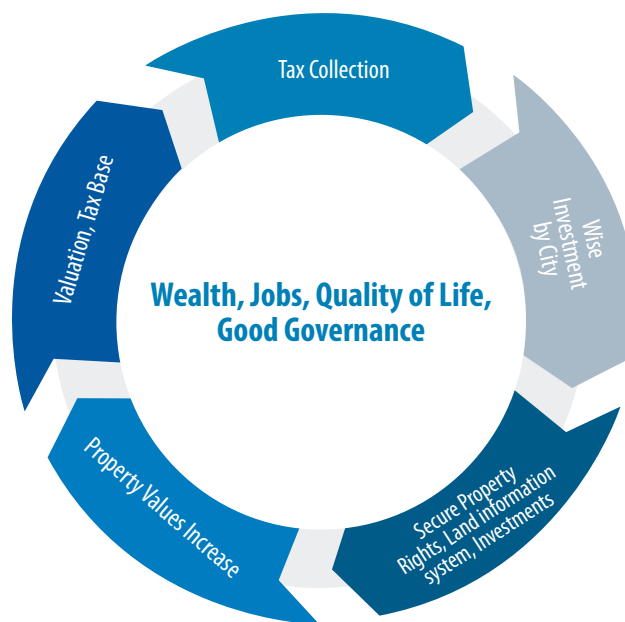 Tax Collection
Wise
Investment
by City
Secure Property
Rights, Land information
system, Investments
Property Values Increase
Valuation, Tax Base
Wealth, Jobs, Quality of Life,
Good Governance